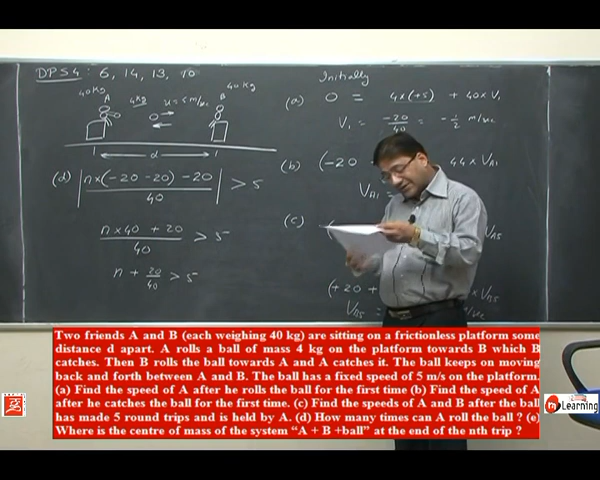 DPS4 : 6, 14, 13, 10
40Kg
A
4Kg
u = 5 m/sec
B
40Kg
d
(d) |n×(-20-20)-20 / 40| > 5
n×40 + 20 / 40 > 5
n + 20/40 > 5
Initially
(a) 0 = 4×(+5) + 40×V1
V1 = -20/40 = -1/2 m/sec
(b) (-20
44×VA1
VA1 =
(c) (
VA5
(+20 +
× VB5
VB5 =
/sec
Two friends A and B (each weighing 40 kg) are sitting on a frictionless platform some
distance d apart. A rolls a ball of mass 4 kg on the platform towards B which B
catches. Then B rolls the ball towards A and A catches it. The ball keeps on moving
back and forth between A and B. The ball has a fixed speed of 5 m/s on the platform.
(a) Find the speed of A after he rolls the ball for the first time (b) Find the speed of A
after he catches the ball for the first time. (c) Find the speeds of A and B after the ball
has made 5 round trips and is held by A. (d) How many times can A roll the ball ? (e)
Where is the centre of mass of the system “A + B +ball” at the end of the nth trip ?
Learning